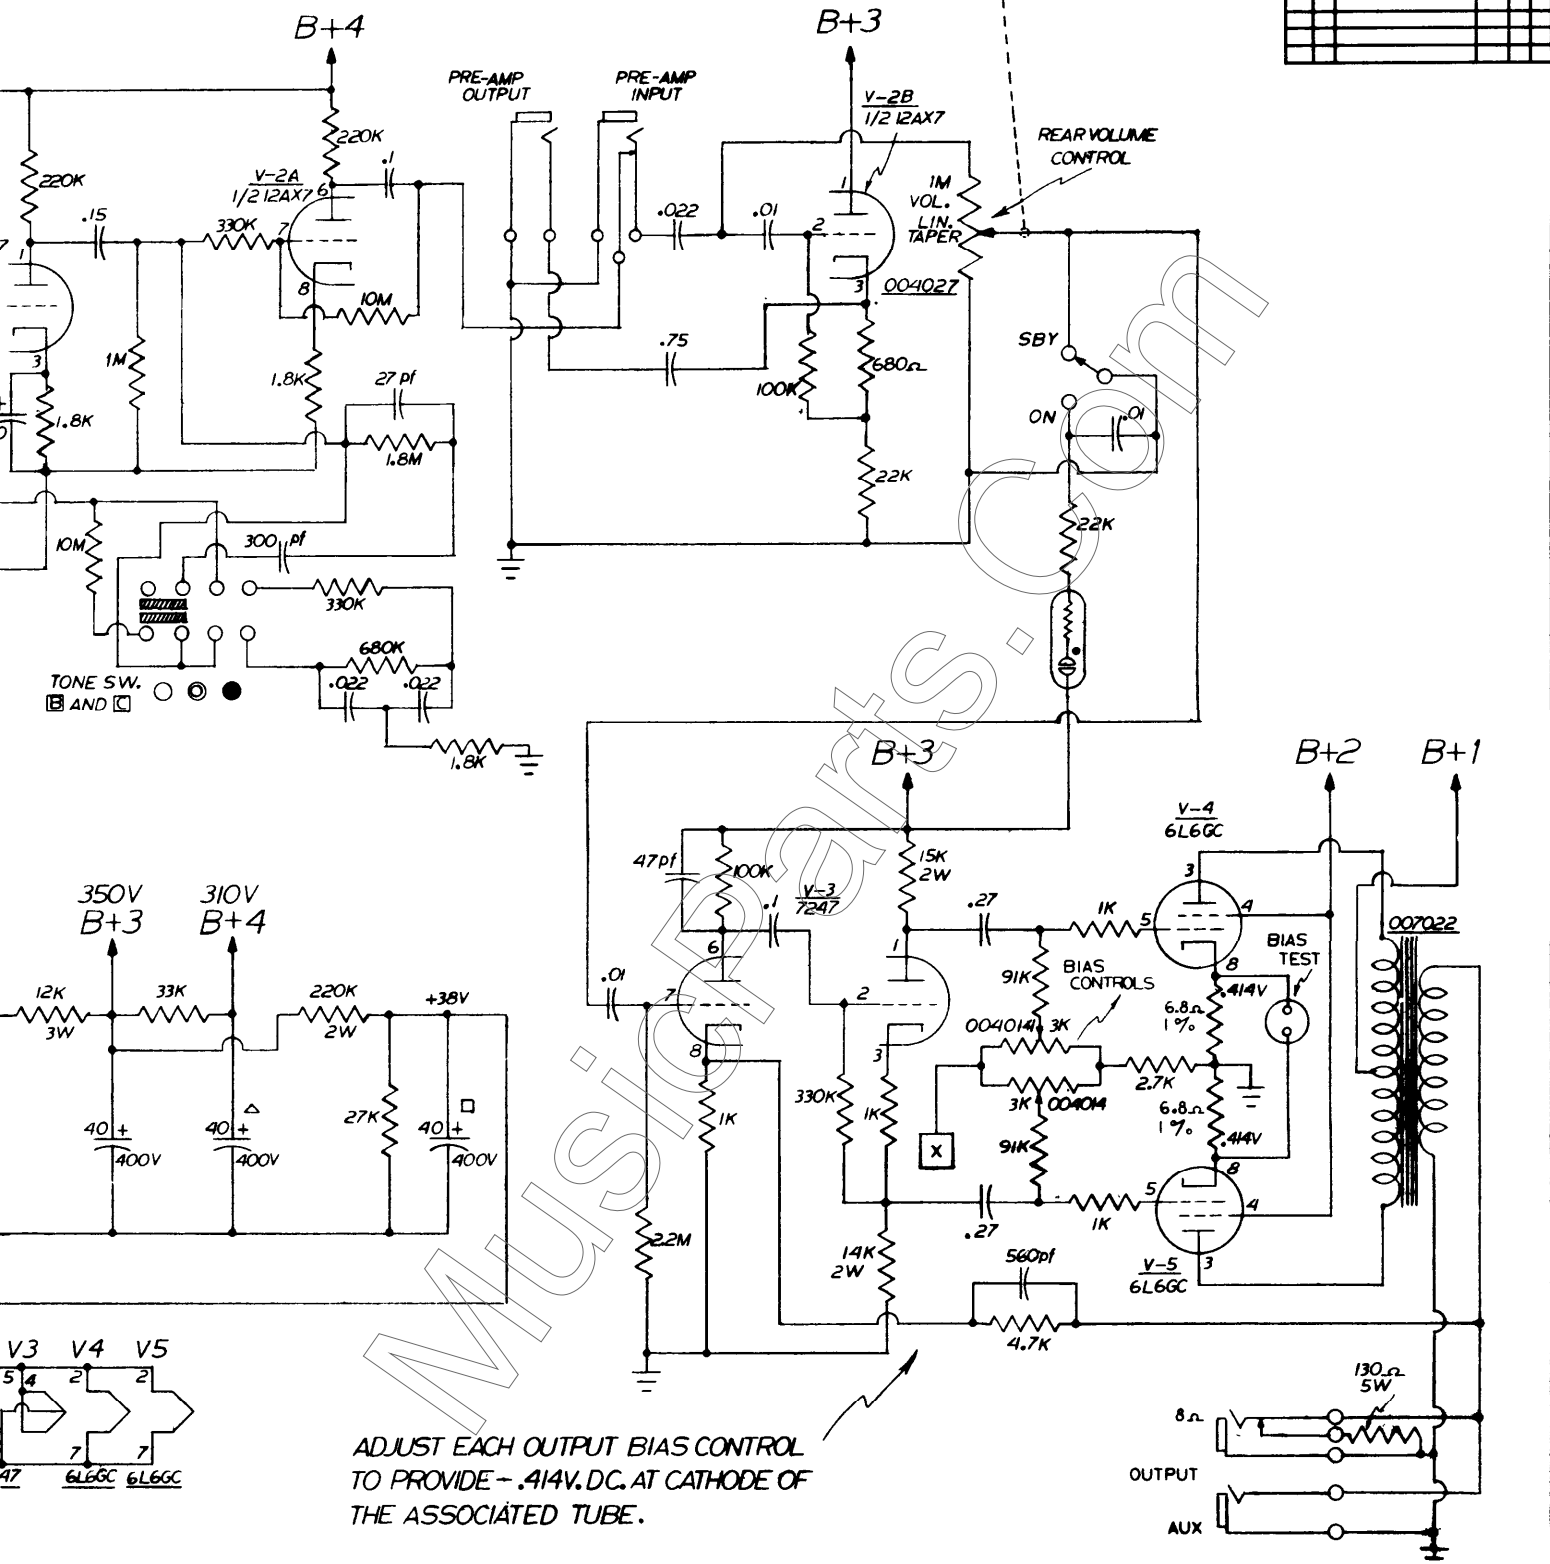 B+4
B+3
PRE-AMP
OUTPUT
PRE-AMP
INPUT
V-2B
1/2 12AX7
REAR VOLUME
CONTROL
220K
220K
.1
V-2A
1/2 12AX7
6
1
1M
VOL.
LIN.
TAPER
.15
330K
7
.022
.01
2
1
8
10M
3
004027
3
1M
1.8K
27pf
.75
100K
680Ω
SBY
ON
.01
1.8K
1.8M
22K
10M
300 pf
22K
330K
680K
TONE SW.
B AND C
.022
.022
1.8K
B+3
B+2
B+1
V-4
6L6GC
47pf
100K
15K
2W
3
350V
B+3
310V
B+4
V-3
7247
.1
.27
1K
5
4
007022
6
1
BIAS
TEST
12K
3W
33K
220K
2W
+38V
.01
7
2
91K
BIAS
CONTROLS
8
.414V
6.8Ω
1%
004014
3K
8
3
2.7K
330K
1K
1K
3K
004014
6.8Ω
1%
.414V
27K
40+
400V
40+
400V
40+
400V
X
91K
8
5
4
.27
1K
2.2M
14K
2W
560pf
V-5
6L6GC
3
4.7K
V3
V4
V5
5
4
2
2
7
7
47
6L6GC
6L6GC
130Ω
5W
8Ω
OUTPUT
AUX
ADJUST EACH OUTPUT BIAS CONTROL
TO PROVIDE - .414V. DC. AT CATHODE OF
THE ASSOCIATED TUBE.
MusicParts.Com